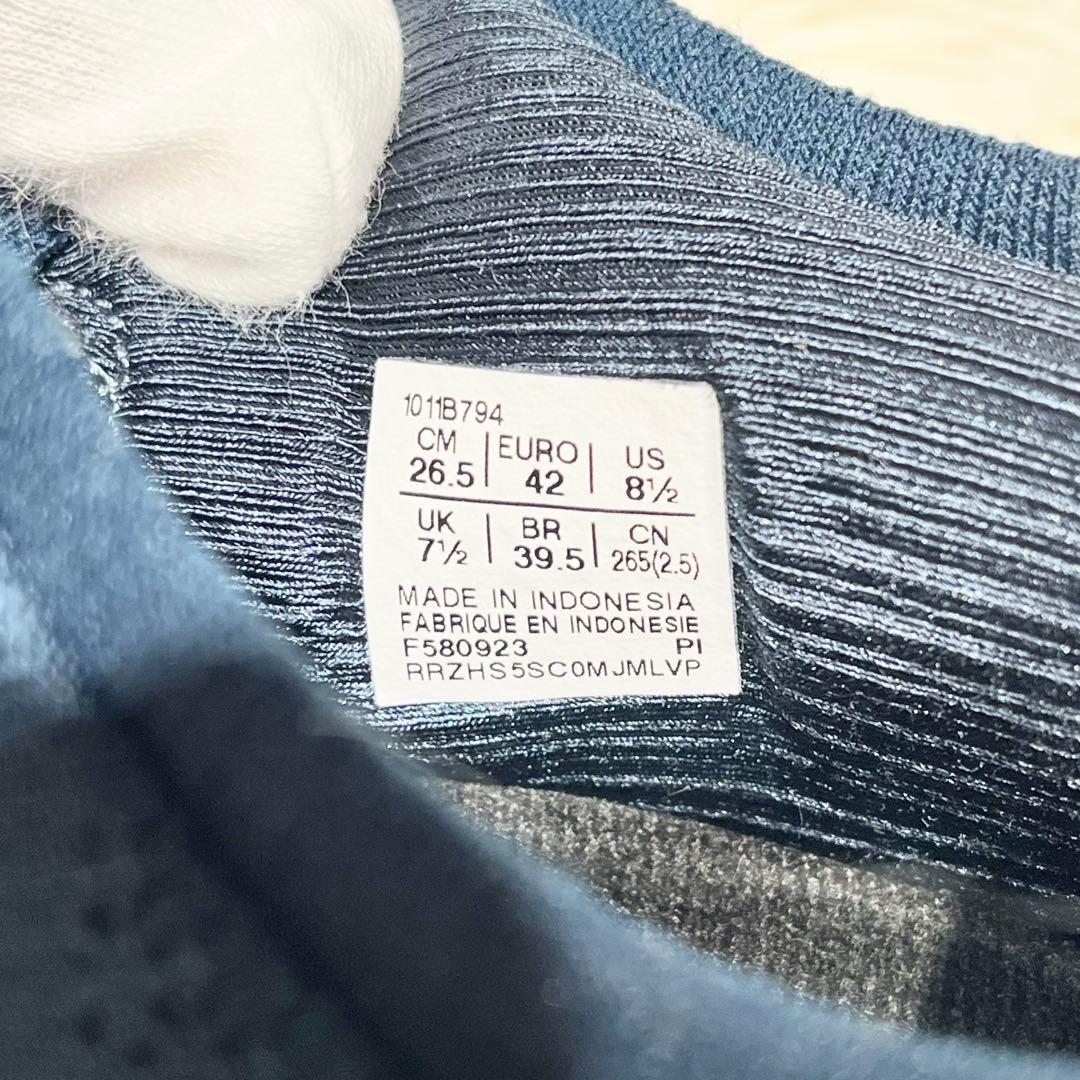 1011B794
CM | EURO | US
26.5 | 42 | 8½
UK | BR | CN
7½ | 39.5 | 265(2.5)
MADE IN INDONESIA
FABRIQUE EN INDONESIE
F580923 PI
RRZHS5SC0MJMLVP